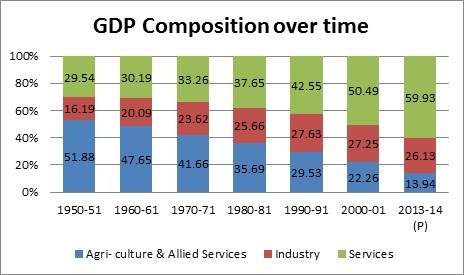 GDP Composition over time
100%
80%
60%
40%
20%
0%
29.54 30.19 33.26 37.65 42.55 50.49 59.93
16.19 20.09 23.62 25.66 27.63 27.25 26.13
51.88 47.65 41.66 35.69 29.53 22.26 13.94
1950-51 1960-61 1970-71 1980-81 1990-91 2000-01 2013-14
(P)
Agri- culture & Allied Services Industry Services